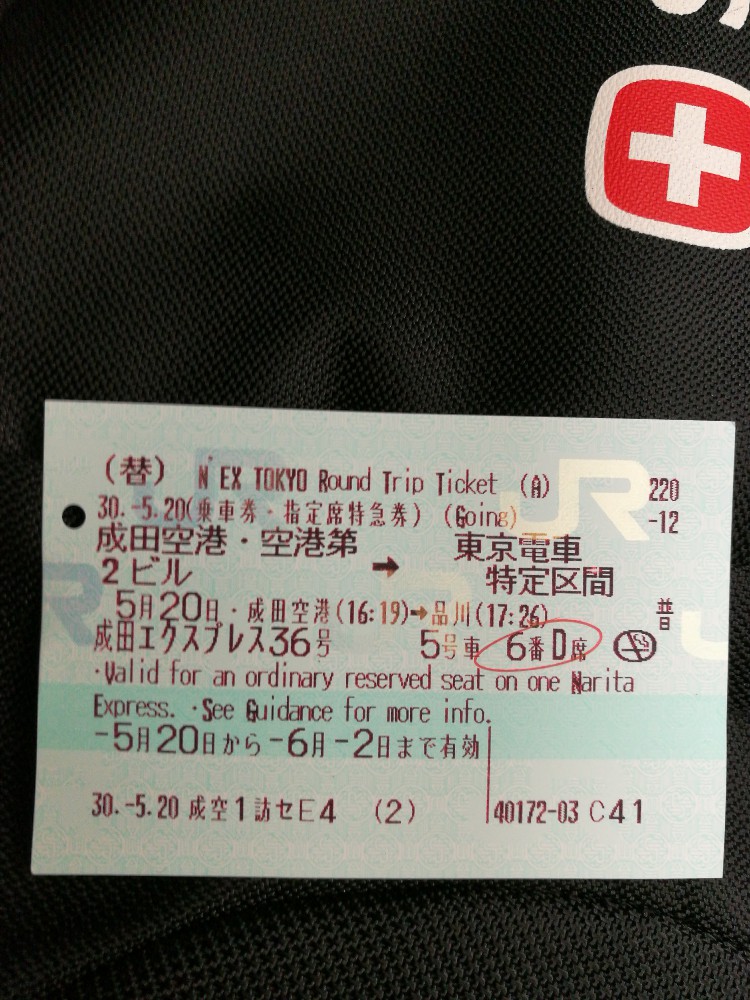 (替) N'EX TOKYO Round Trip Ticket (A) 220
30.-5.20(乗車券・指定席特急券) (Going) -12
成田空港・空港第2ビル → 東京電車特定区間
5月20日・成田空港(16:19)→品川(17:26) 普
成田エクスプレス36号 5号車 6番D席
・Valid for an ordinary reserved seat on one Narita
Express. ・See Guidance for more info.
-5月20日から-6月-2日まで有効
30.-5.20 成空1訪セE4 (2) 40172-03 C41
JR